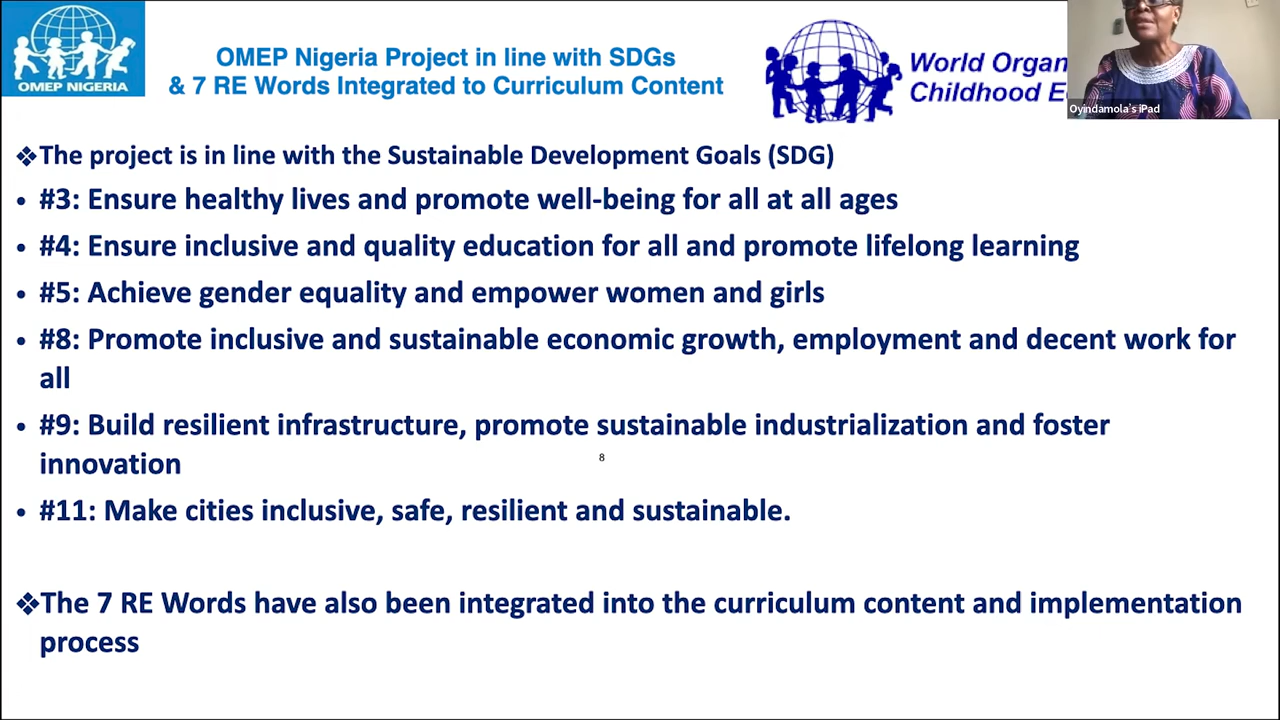 OMEP NIGERIA
OMEP Nigeria Project in line with SDGs
& 7 RE Words Integrated to Curriculum Content
World Organ
Childhood E
Oyindamola's iPad
❖The project is in line with the Sustainable Development Goals (SDG)
• #3: Ensure healthy lives and promote well-being for all at all ages
• #4: Ensure inclusive and quality education for all and promote lifelong learning
• #5: Achieve gender equality and empower women and girls
• #8: Promote inclusive and sustainable economic growth, employment and decent work for
all
• #9: Build resilient infrastructure, promote sustainable industrialization and foster
innovation
8
• #11: Make cities inclusive, safe, resilient and sustainable.
❖The 7 RE Words have also been integrated into the curriculum content and implementation
process